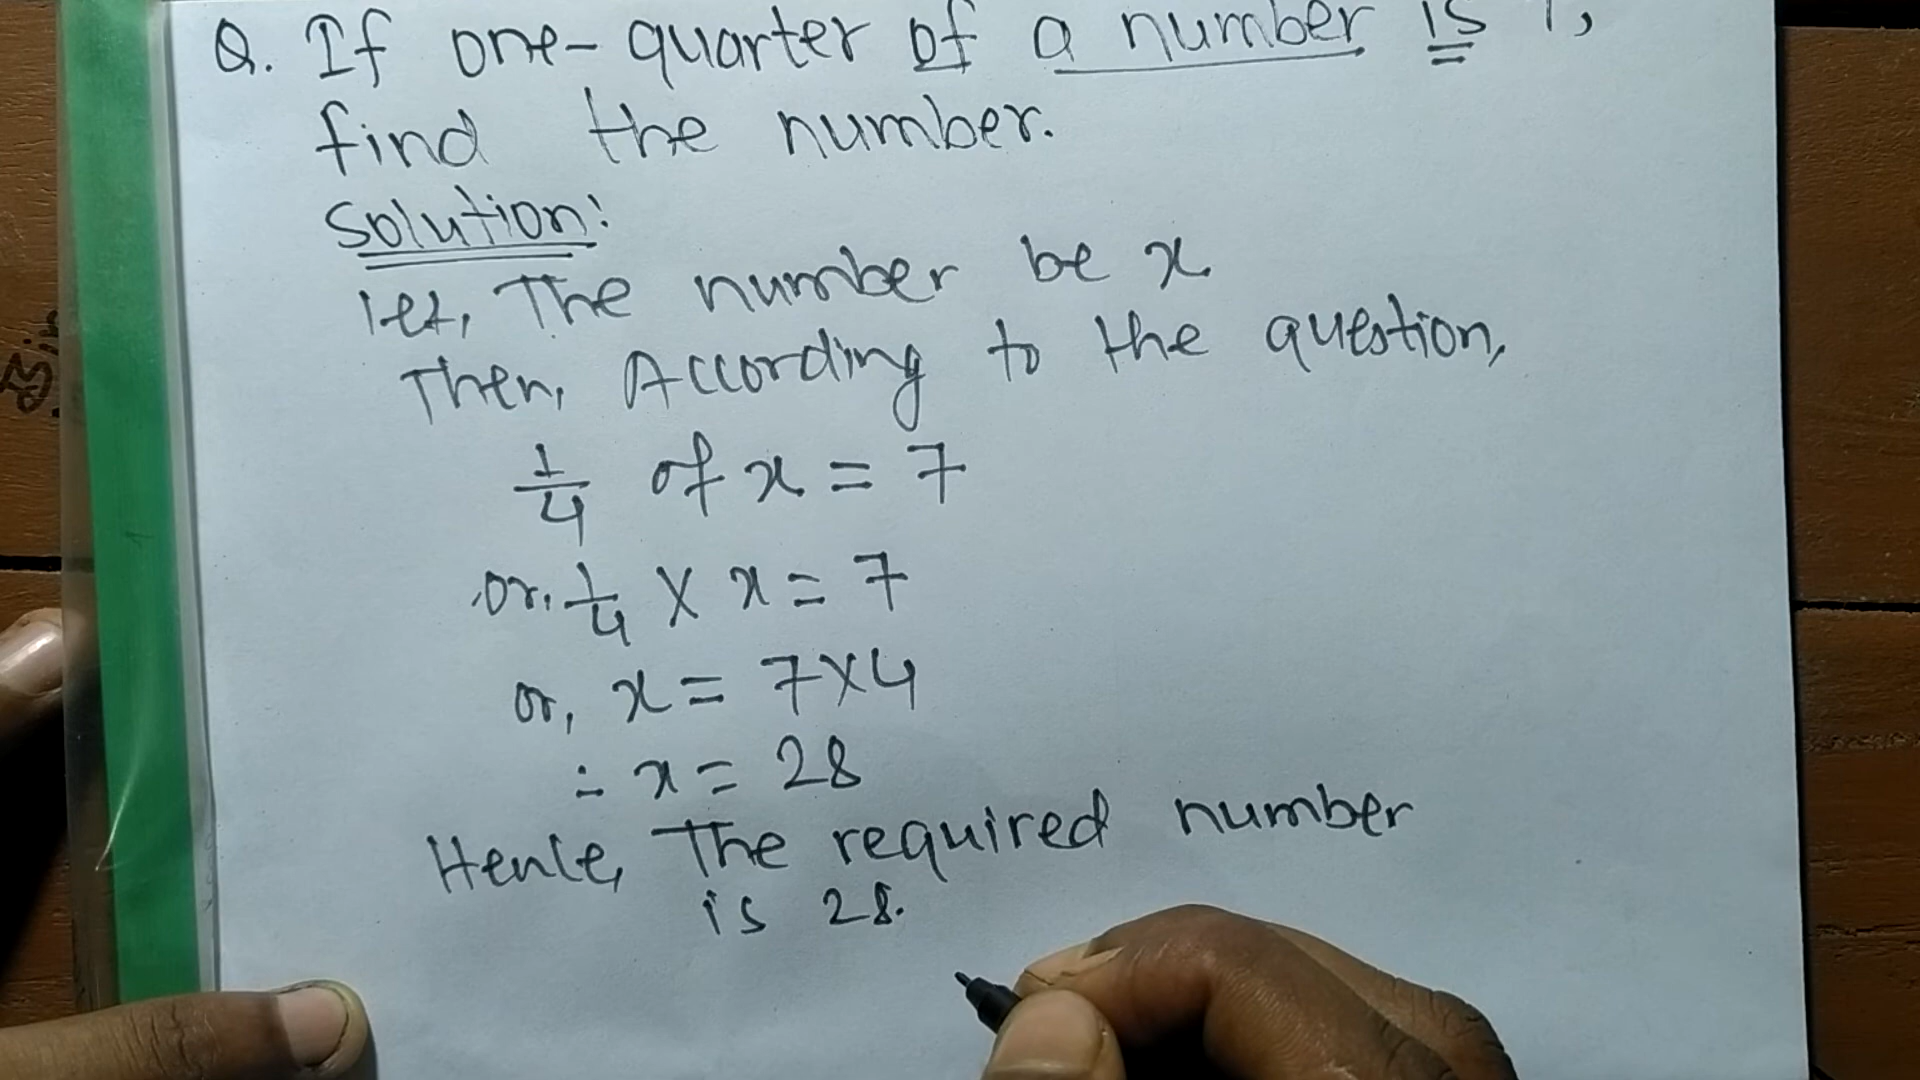 Q. If one-quarter of a number is 7,
find the number.
Solution:
let, The number be x
Then, According to the question,
1/4 of x = 7
or, 1/4 × x = 7
or, x = 7×4
∴ x = 28
Hence, The required number
is 28.